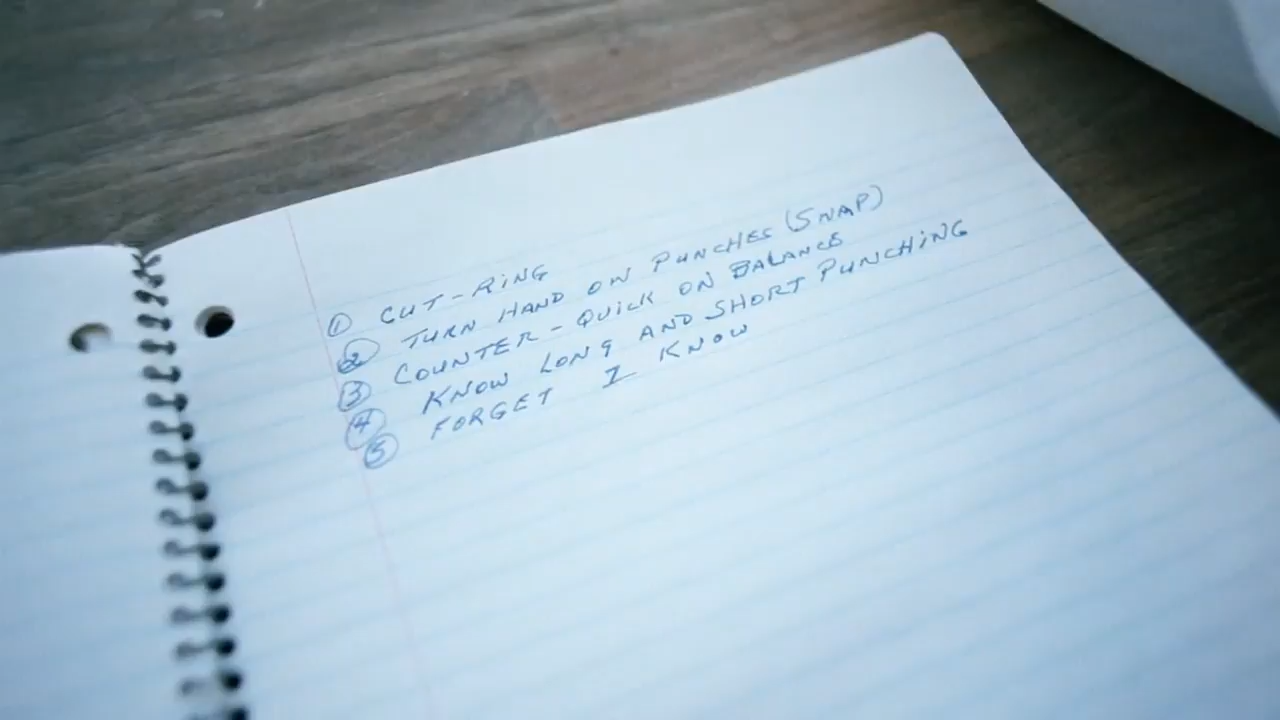 ① CUT-RING
② TURN HAND ON PUNCHES (SNAP)
③ COUNTER - QUICK ON BALANCE
④ KNOW LONG AND SHORT PUNCHING
⑤ FORGET I KNOW